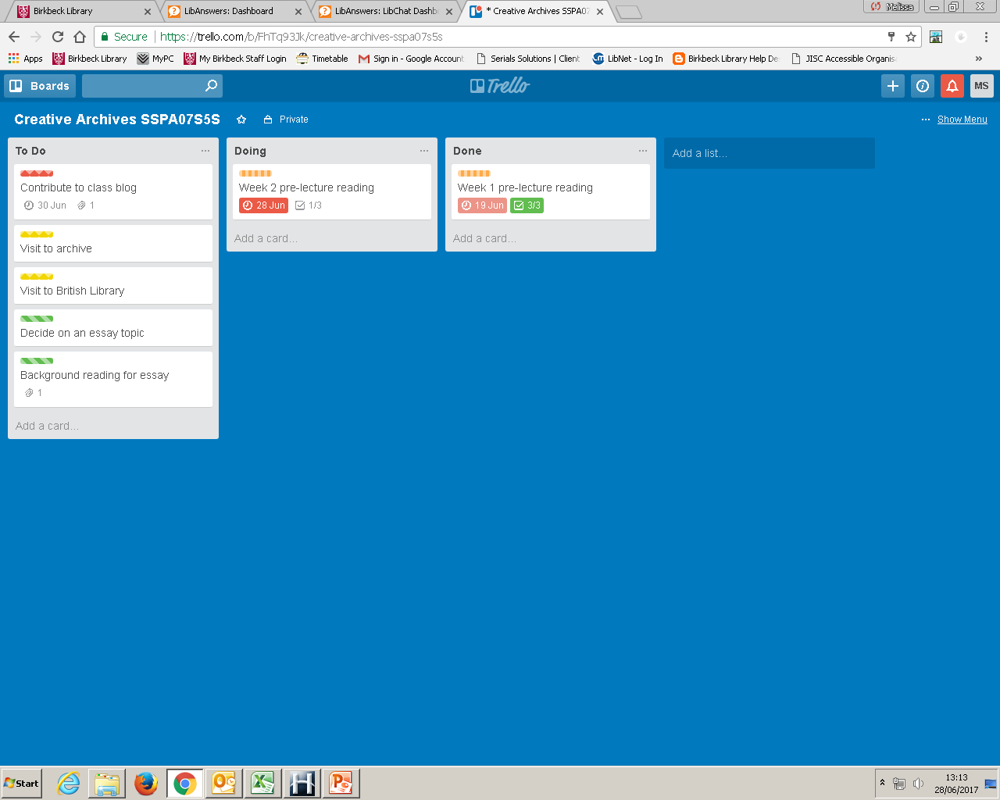 Birkbeck Library
LibAnswers: Dashboard
LibAnswers: LibChat Dashb
* Creative Archives SSPA07
Melissa
Secure
https://trello.com/b/FhTq93Jk/creative-archives-sspa07s5s
Apps
Birkbeck Library
MyPC
My Birkbeck Staff Login
Timetable
Sign in - Google Account
Serials Solutions | Client
LibNet - Log In
Birkbeck Library Help De
JISC Accessible Organis
»
Boards
Trello
MS
Creative Archives SSPA07S5S
Private
Show Menu
To Do
Contribute to class blog
30 Jun 1
Visit to archive
Visit to British Library
Decide on an essay topic
Background reading for essay
1
Add a card...
Doing
Week 2 pre-lecture reading
28 Jun 1/3
Add a card...
Done
Week 1 pre-lecture reading
19 Jun 3/3
Add a card...
Add a list...
Start
13:13
28/06/2017